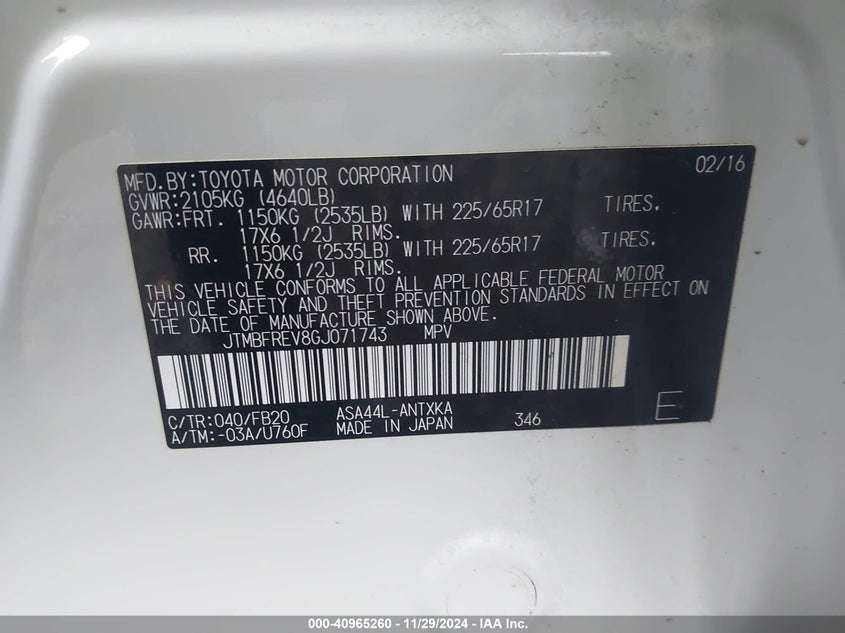 MFD.BY:TOYOTA MOTOR CORPORATION 02/16
GVWR:2105KG (4640LB)
GAWR:FRT. 1150KG (2535LB) WITH 225/65R17 TIRES.
17X6 1/2J RIMS.
RR. 1150KG (2535LB) WITH 225/65R17 TIRES.
17X6 1/2J RIMS.
THIS VEHICLE CONFORMS TO ALL APPLICABLE FEDERAL MOTOR
VEHICLE SAFETY AND THEFT PREVENTION STANDARDS IN EFFECT ON
THE DATE OF MANUFACTURE SHOWN ABOVE.
JTMBFREV8GJ071743 MPV
C/TR:040/FB20 ASA44L-ANTXKA
A/TM:-03A/U760F MADE IN JAPAN 346 E
000-40965260 - 11/29/2024 - IAA Inc.